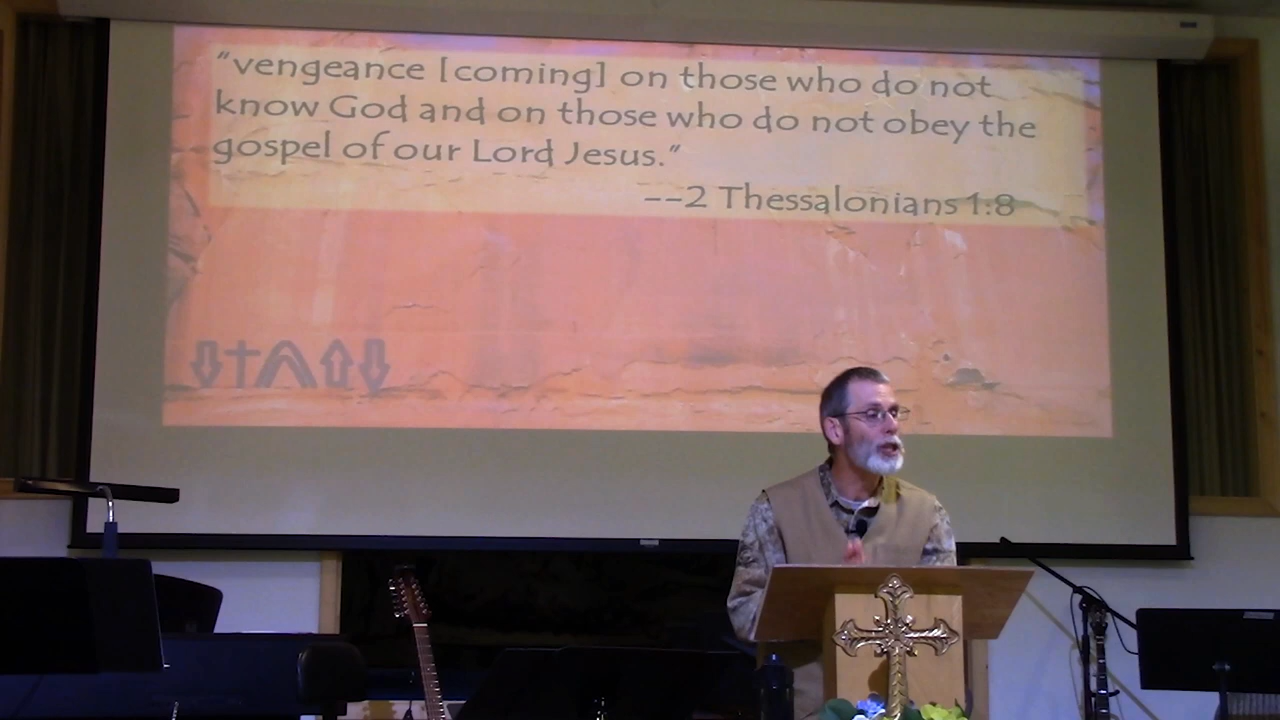 “vengeance [coming] on those who do not
know God and on those who do not obey the
gospel of our Lord Jesus.”
--2 Thessalonians 1:8